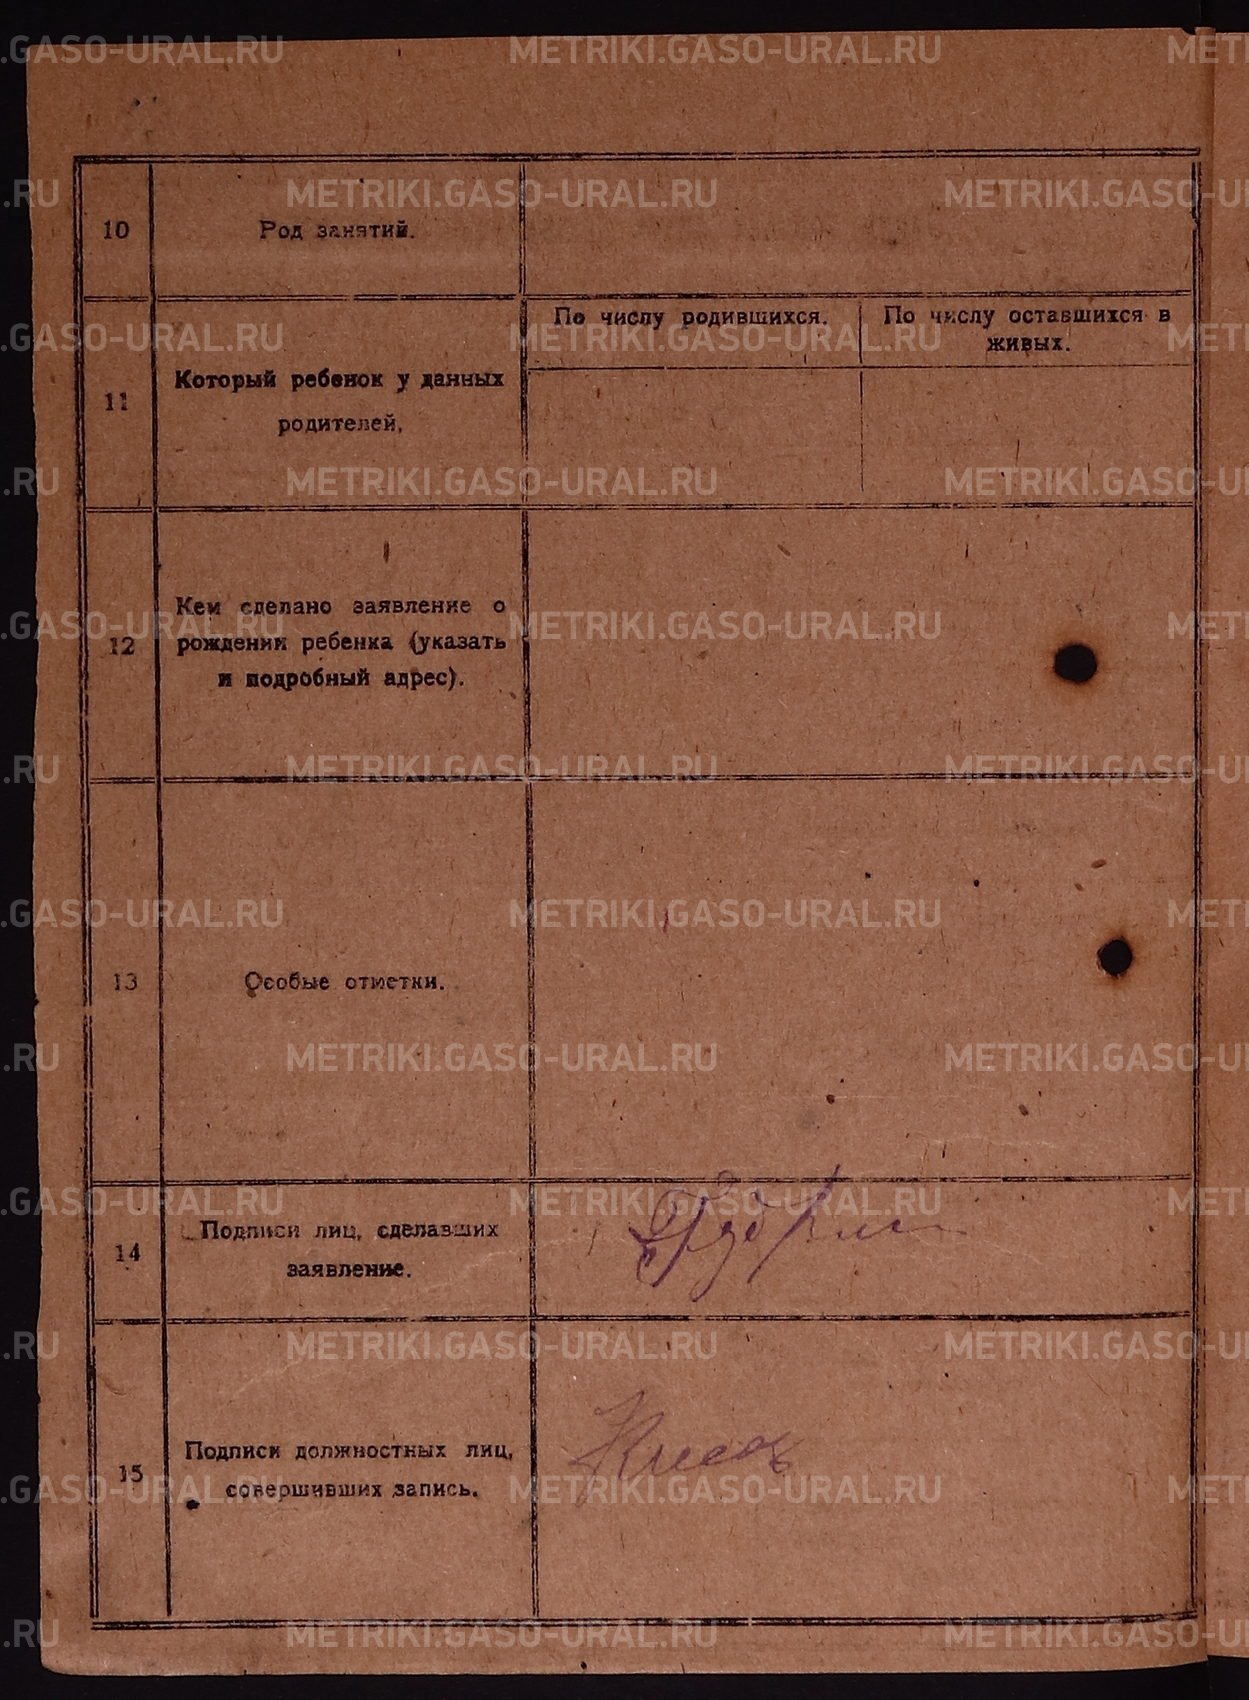 10
Род занятий.
11
Который ребенок у данных
родителей.
По числу родившихся.
По числу оставшихся в
живых.
12
Кем сделано заявление о
рождении ребенка (указать
и подробный адрес).
13
Особые отметки.
14
Подписи лиц, сделавших
заявление.
15
Подписи должностных лиц,
совершивших запись.
METRIKI.GASO-URAL.RU